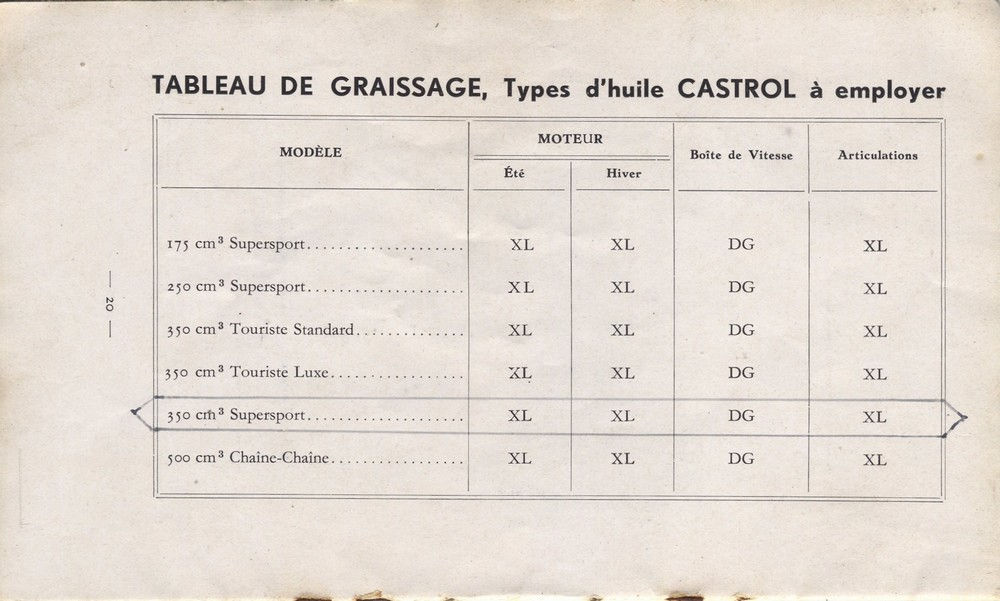 TABLEAU DE GRAISSAGE, Types d'huile CASTROL à employer
MODÈLE MOTEUR Boîte de Vitesse Articulations
Été Hiver
175 cm³ Supersport.................... XL XL DG XL
250 cm³ Supersport.................... XL XL DG XL
350 cm³ Touriste Standard.............. XL XL DG XL
350 cm³ Touriste Luxe................. XL XL DG XL
350 cm³ Supersport.................... XL XL DG XL
500 cm³ Chaîne-Chaîne................. XL XL DG XL
— 20 —